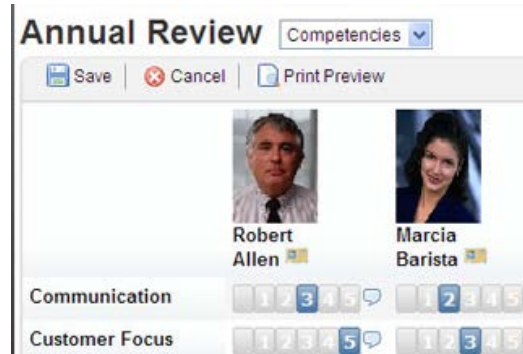 Annual Review Competencies
Save Cancel Print Preview
Robert Allen
Marcia Barista
Communication 1 2 3 4 5 1 2 3 4 5
Customer Focus 1 2 3 4 5 1 2 3 4 5